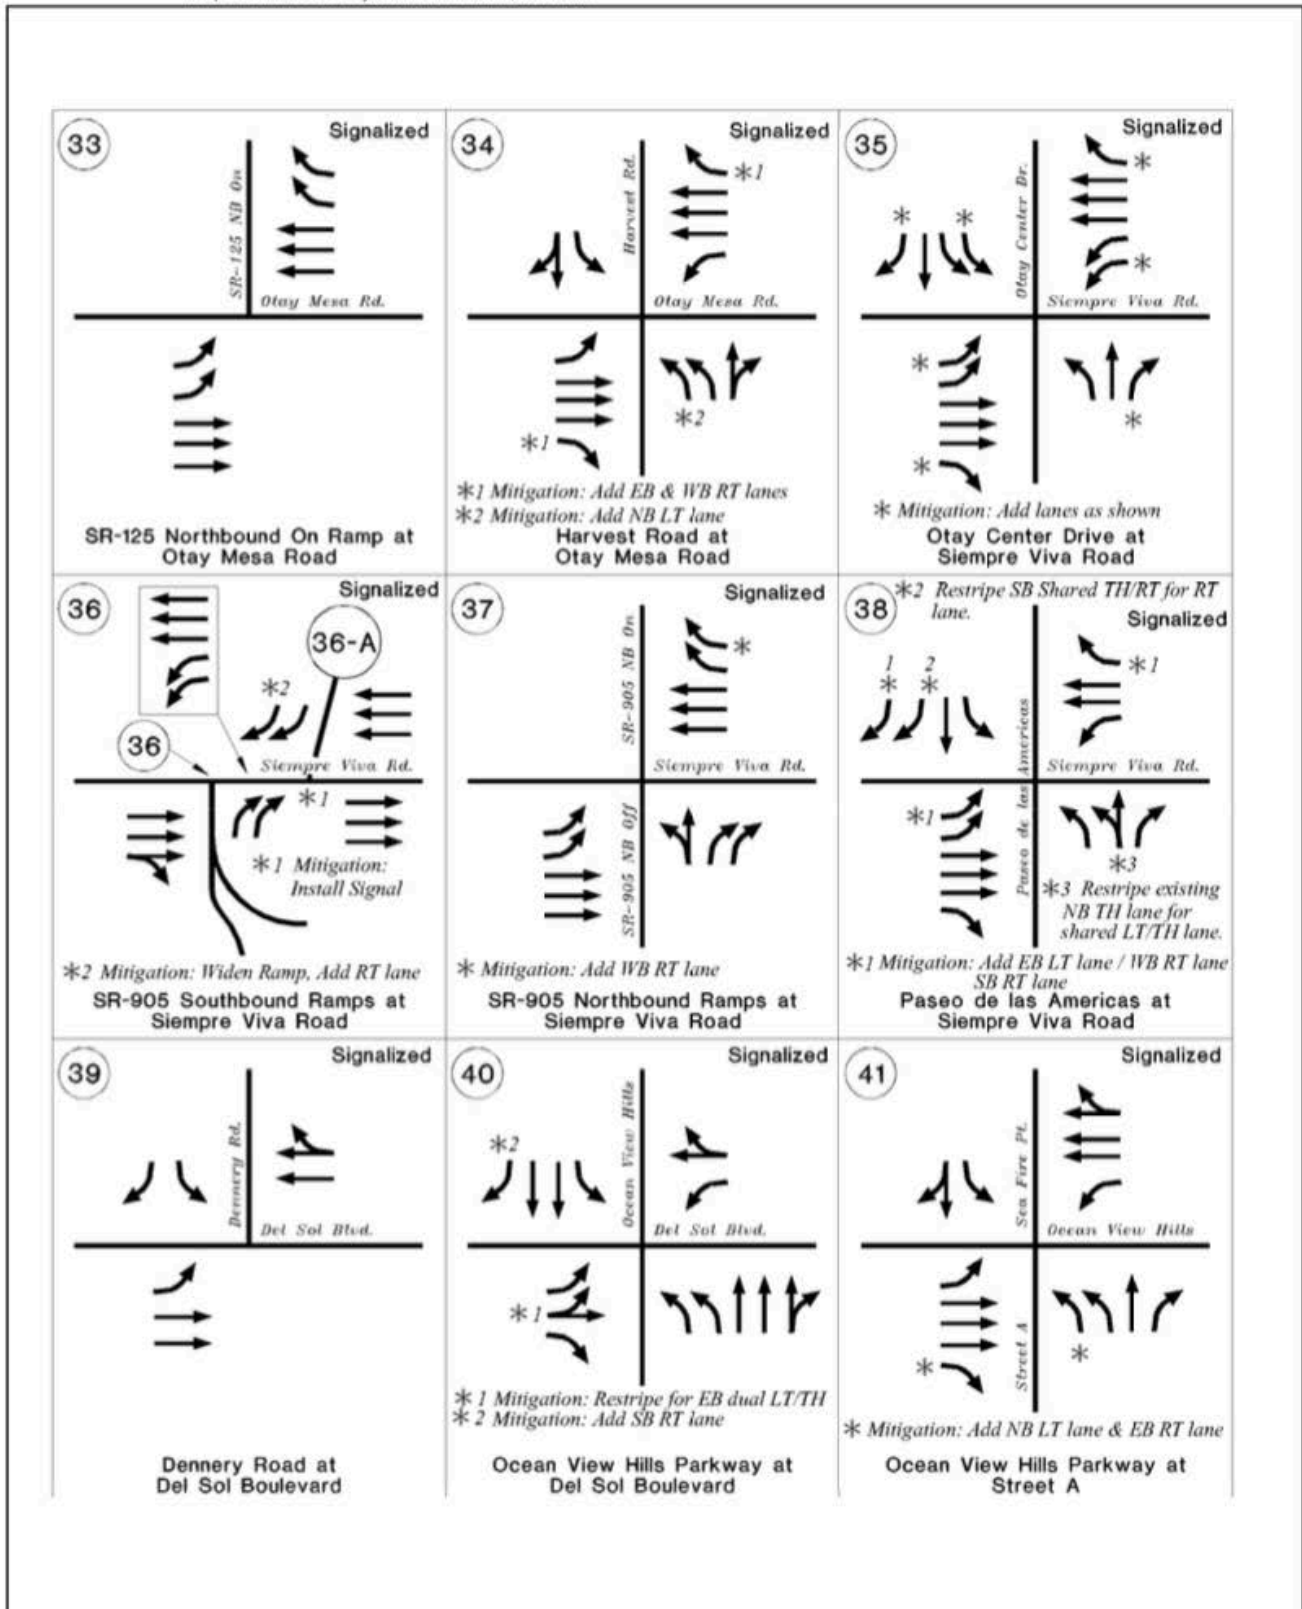 33
Signalized
SR-125 NB On
Otay Mesa Rd.
SR-125 Northbound On Ramp at
Otay Mesa Road
34
Signalized
Harvest Rd.
*1
Otay Mesa Rd.
*2
*1
*1 Mitigation: Add EB & WB RT lanes
*2 Mitigation: Add NB LT lane
Harvest Road at
Otay Mesa Road
35
Signalized
*
*
*
Otay Center Dr.
*
Siempre Viva Rd.
*
*
*
* Mitigation: Add lanes as shown
Otay Center Drive at
Siempre Viva Road
36
Signalized
36-A
*2
36
Siempre Viva Rd.
*1
*1 Mitigation:
Install Signal
*2 Mitigation: Widen Ramp, Add RT lane
SR-905 Southbound Ramps at
Siempre Viva Road
37
Signalized
SR-905 NB On
*
Siempre Viva Rd.
SR-905 NB Off
* Mitigation: Add WB RT lane
SR-905 Northbound Ramps at
Siempre Viva Road
*2 Restripe SB Shared TH/RT for RT
lane.
38
Signalized
1 2
* *
*1
Paseo de las Americas
Siempre Viva Rd.
*1
*3
*3 Restripe existing
NB TH lane for
shared LT/TH lane.
*1 Mitigation: Add EB LT lane / WB RT lane
SB RT lane
Paseo de las Americas at
Siempre Viva Road
39
Signalized
Dennery Rd.
Del Sol Blvd.
Dennery Road at
Del Sol Boulevard
40
Signalized
Ocean View Hills
*2
Del Sol Blvd.
*1
* 1 Mitigation: Restripe for EB dual LT/TH
* 2 Mitigation: Add SB RT lane
Ocean View Hills Parkway at
Del Sol Boulevard
41
Signalized
Sea Fire Pt.
Ocean View Hills
Street A
*
*
* Mitigation: Add NB LT lane & EB RT lane
Ocean View Hills Parkway at
Street A